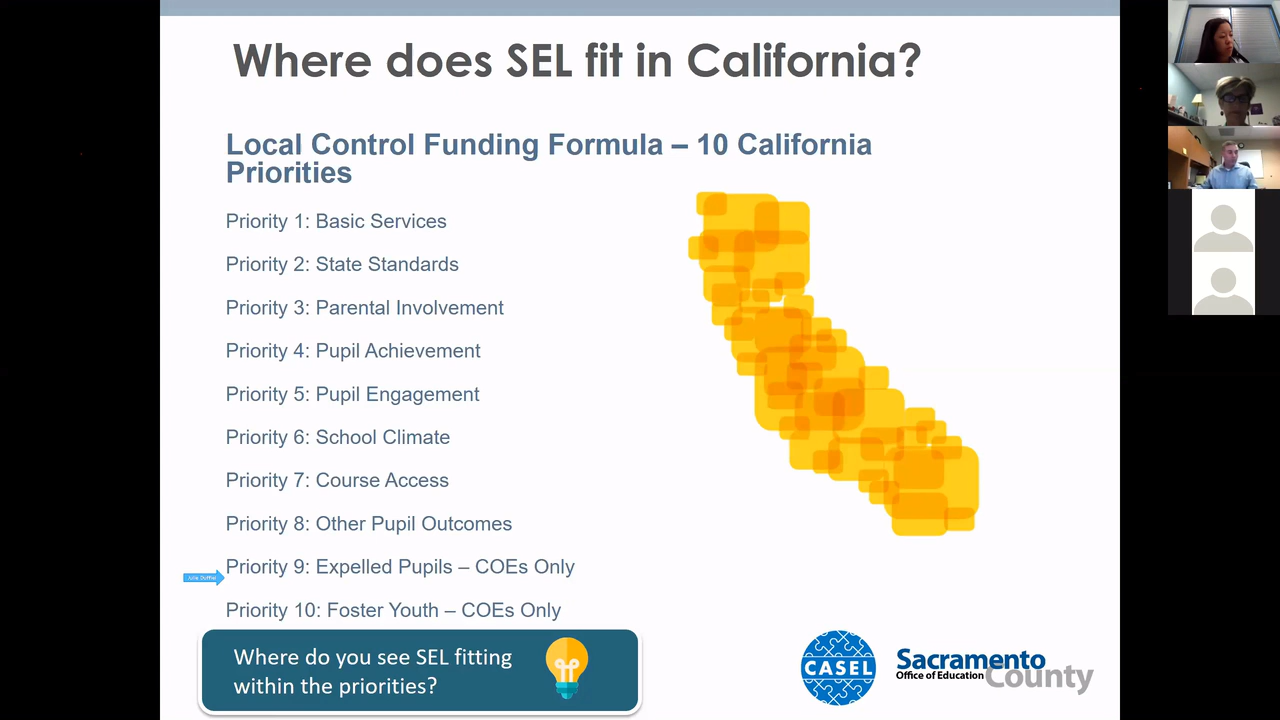 Where does SEL fit in California?
Local Control Funding Formula – 10 California
Priorities
Priority 1: Basic Services
Priority 2: State Standards
Priority 3: Parental Involvement
Priority 4: Pupil Achievement
Priority 5: Pupil Engagement
Priority 6: School Climate
Priority 7: Course Access
Priority 8: Other Pupil Outcomes
Priority 9: Expelled Pupils – COEs Only
Priority 10: Foster Youth – COEs Only
Where do you see SEL fitting
within the priorities?
CASEL
Sacramento
Office of Education
County